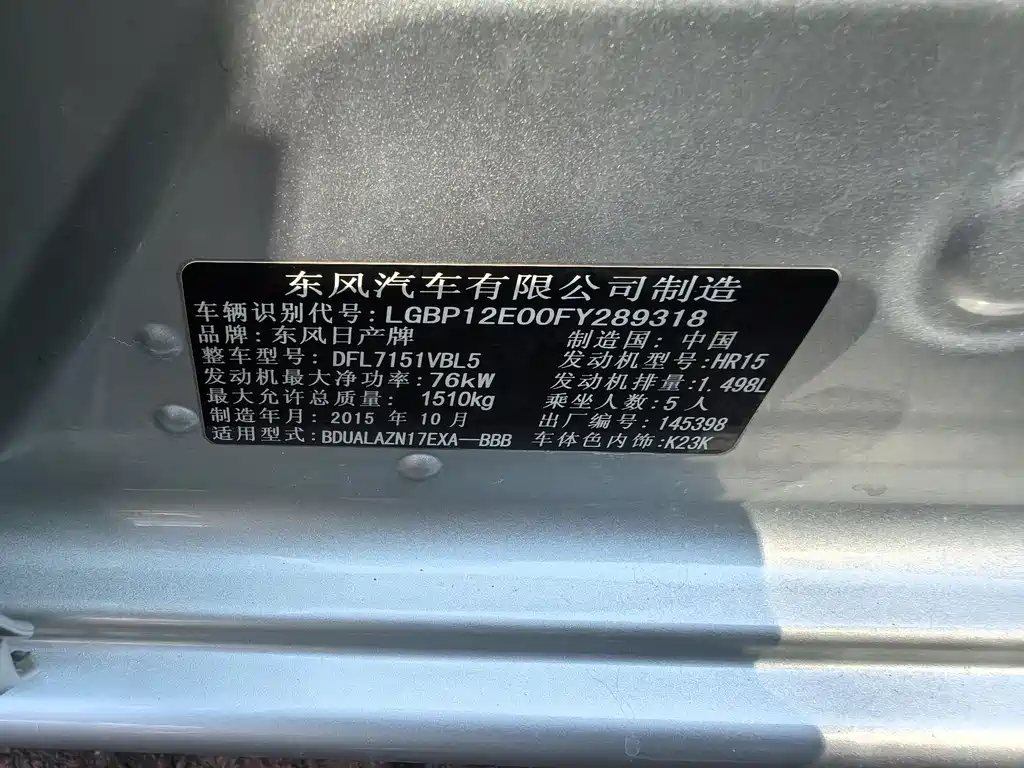 东风汽车有限公司制造
车辆识别代号:LGBP12E00FY289318
品牌:东风日产牌 制造国: 中国
整车型号: DFL7151VBL5 发动机型号:HR15
发动机最大净功率:76kW 发动机排量:1.498L
最大允许总质量: 1510kg 乘坐人数:5人
制造年月: 2015 年 10 月 出厂编号: 145398
适用型式:BDUALAZN17EXA—BBB 车体色内饰:K23K